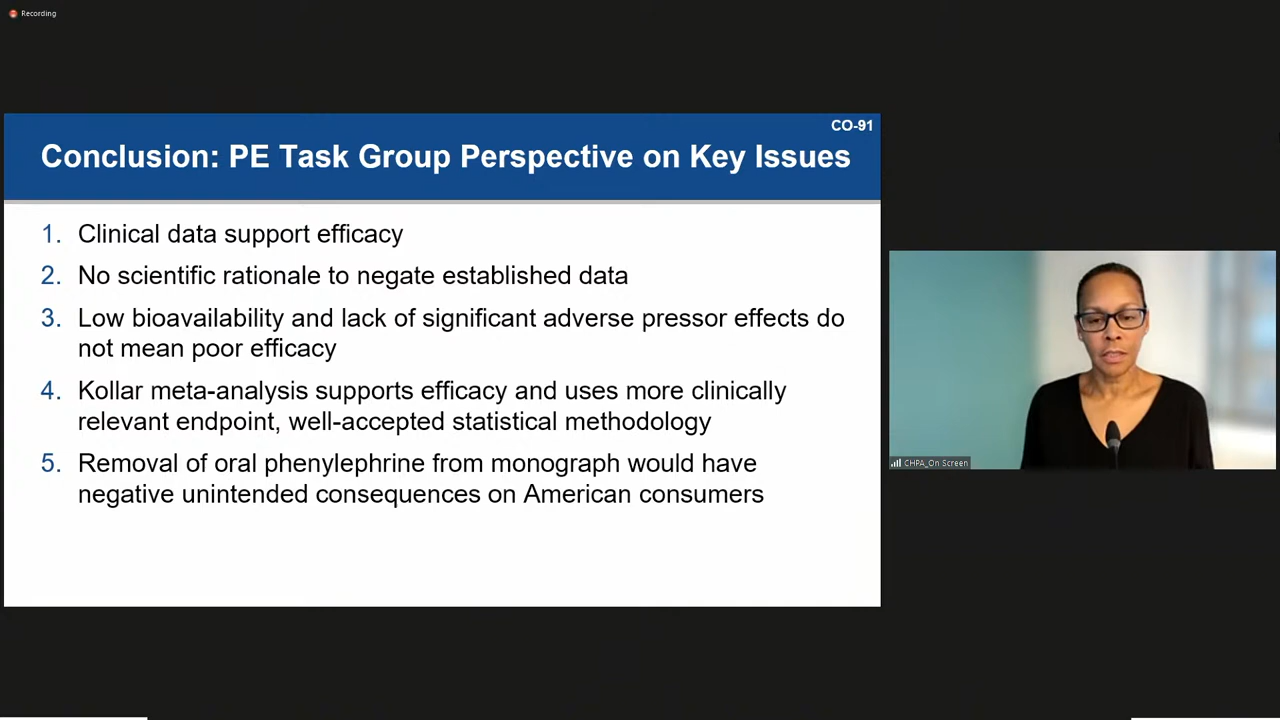 Recording
CO-91
Conclusion: PE Task Group Perspective on Key Issues
1. Clinical data support efficacy
2. No scientific rationale to negate established data
3. Low bioavailability and lack of significant adverse pressor effects do
not mean poor efficacy
4. Kollar meta-analysis supports efficacy and uses more clinically
relevant endpoint, well-accepted statistical methodology
5. Removal of oral phenylephrine from monograph would have
negative unintended consequences on American consumers
CHPA_On Screen